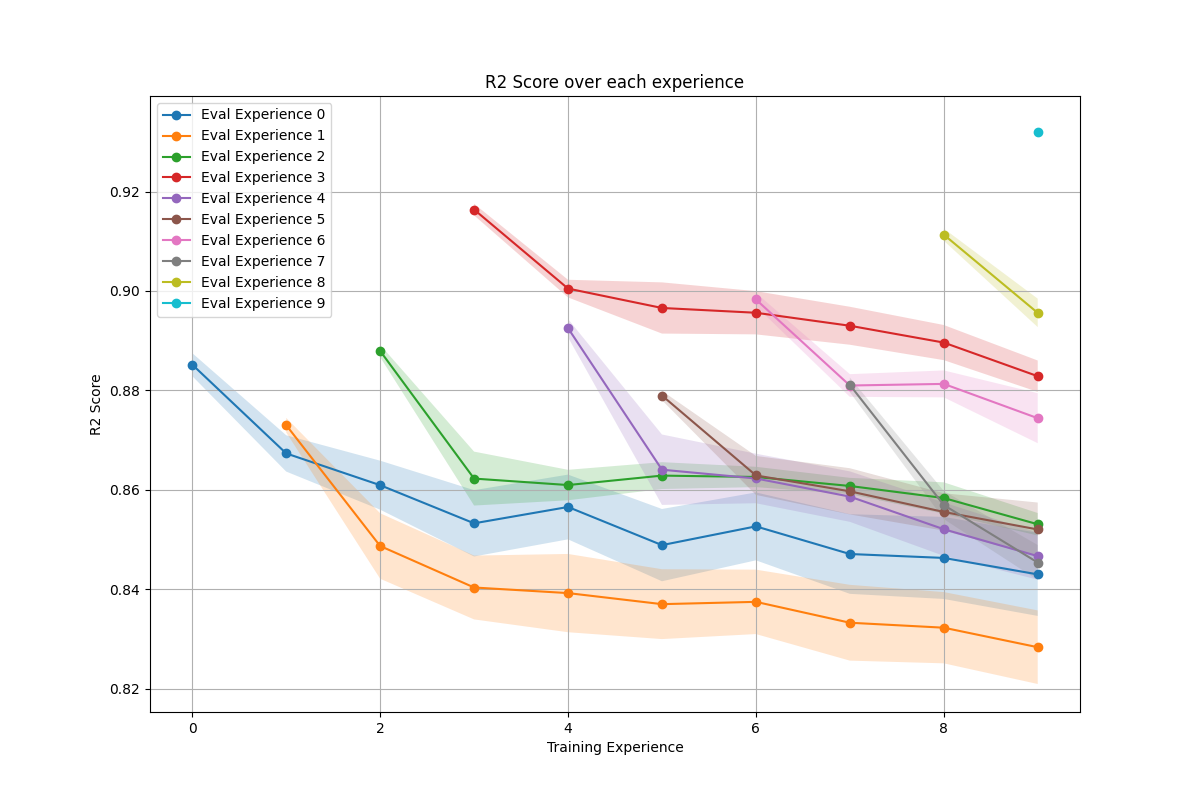 R2 Score over each experience
Eval Experience 0
Eval Experience 1
Eval Experience 2
Eval Experience 3
Eval Experience 4
Eval Experience 5
Eval Experience 6
Eval Experience 7
Eval Experience 8
Eval Experience 9
R2 Score
0.92
0.90
0.88
0.86
0.84
0.82
0 2 4 6 8
Training Experience